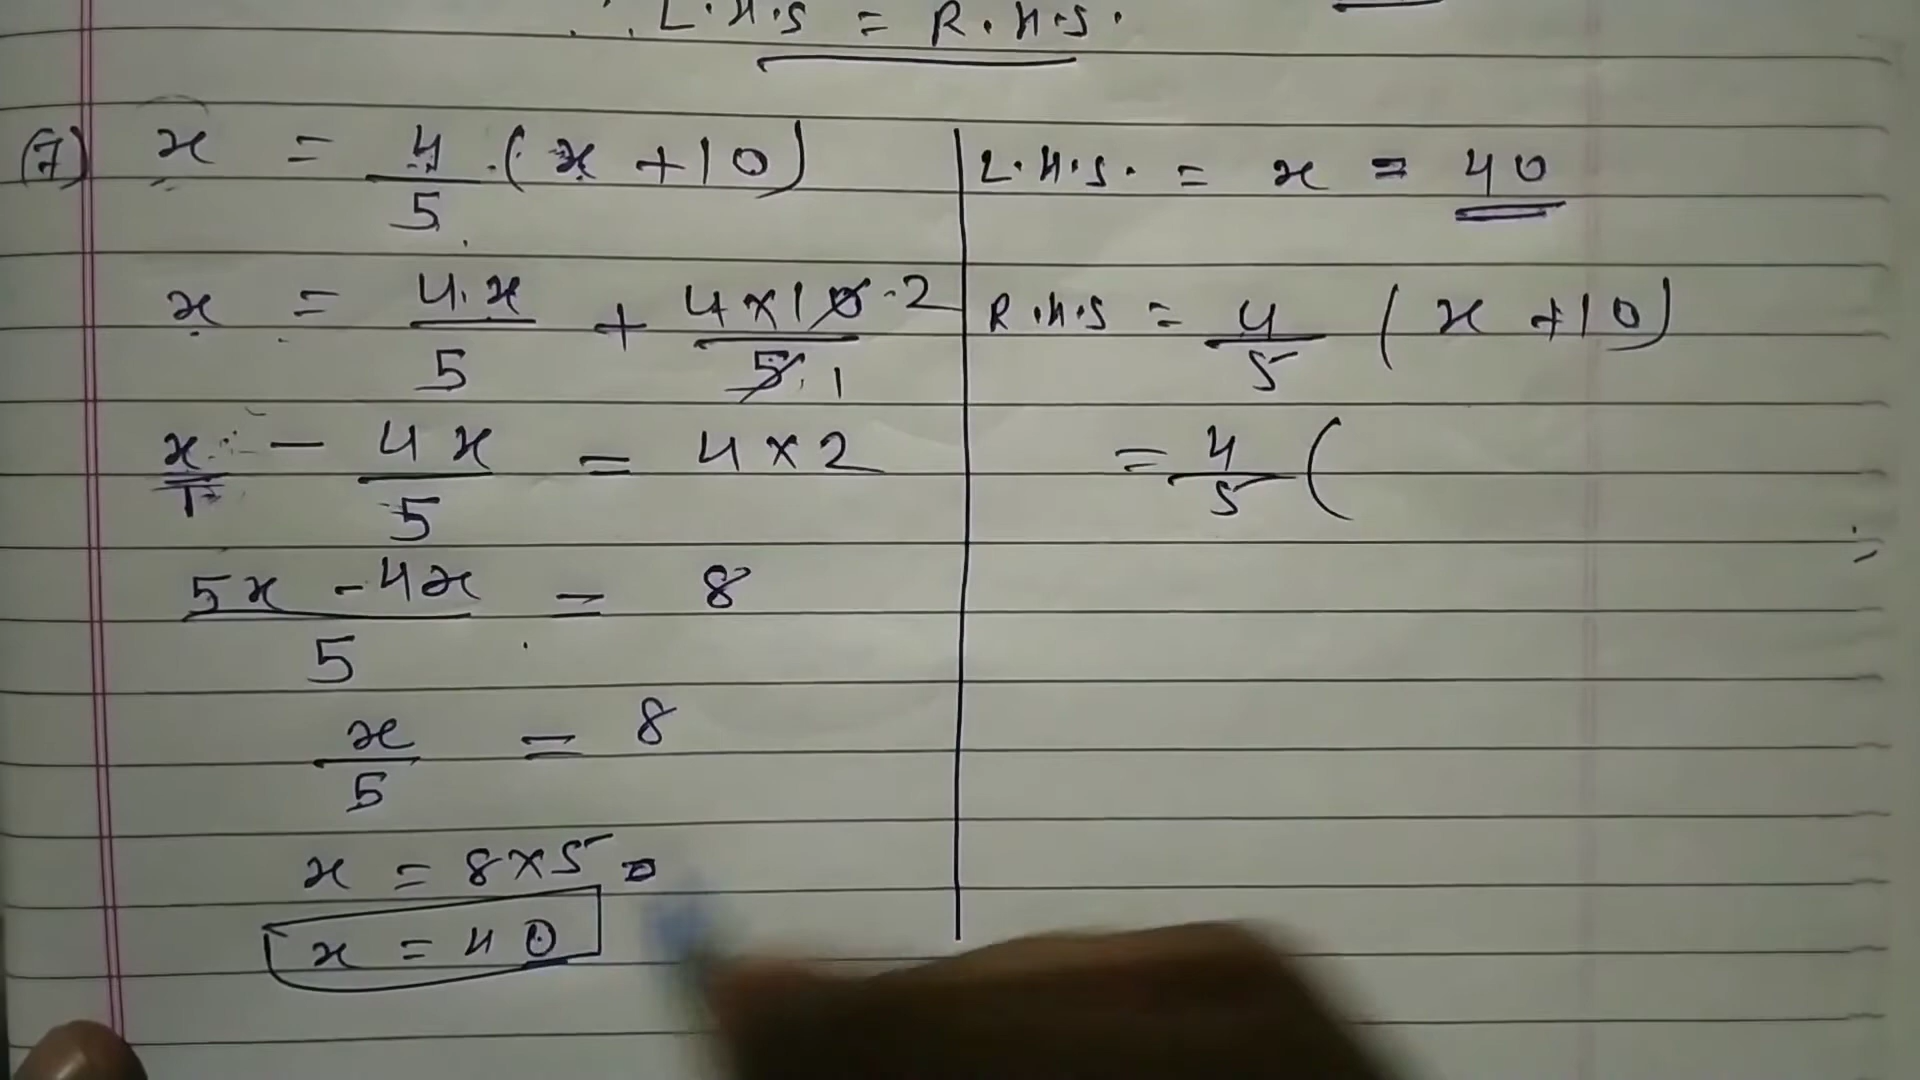 ∴ L.H.S = R.H.S.
(7) x = 4/5 (x + 10)
x = 4.x/5 + 4×10 2/5 1
x/1 - 4x/5 = 4×2
5x - 4x/5 = 8
x/5 = 8
x = 8×5
x = 40
L.H.S. = x = 40
R.H.S = 4/5 (x + 10)
= 4/5 (